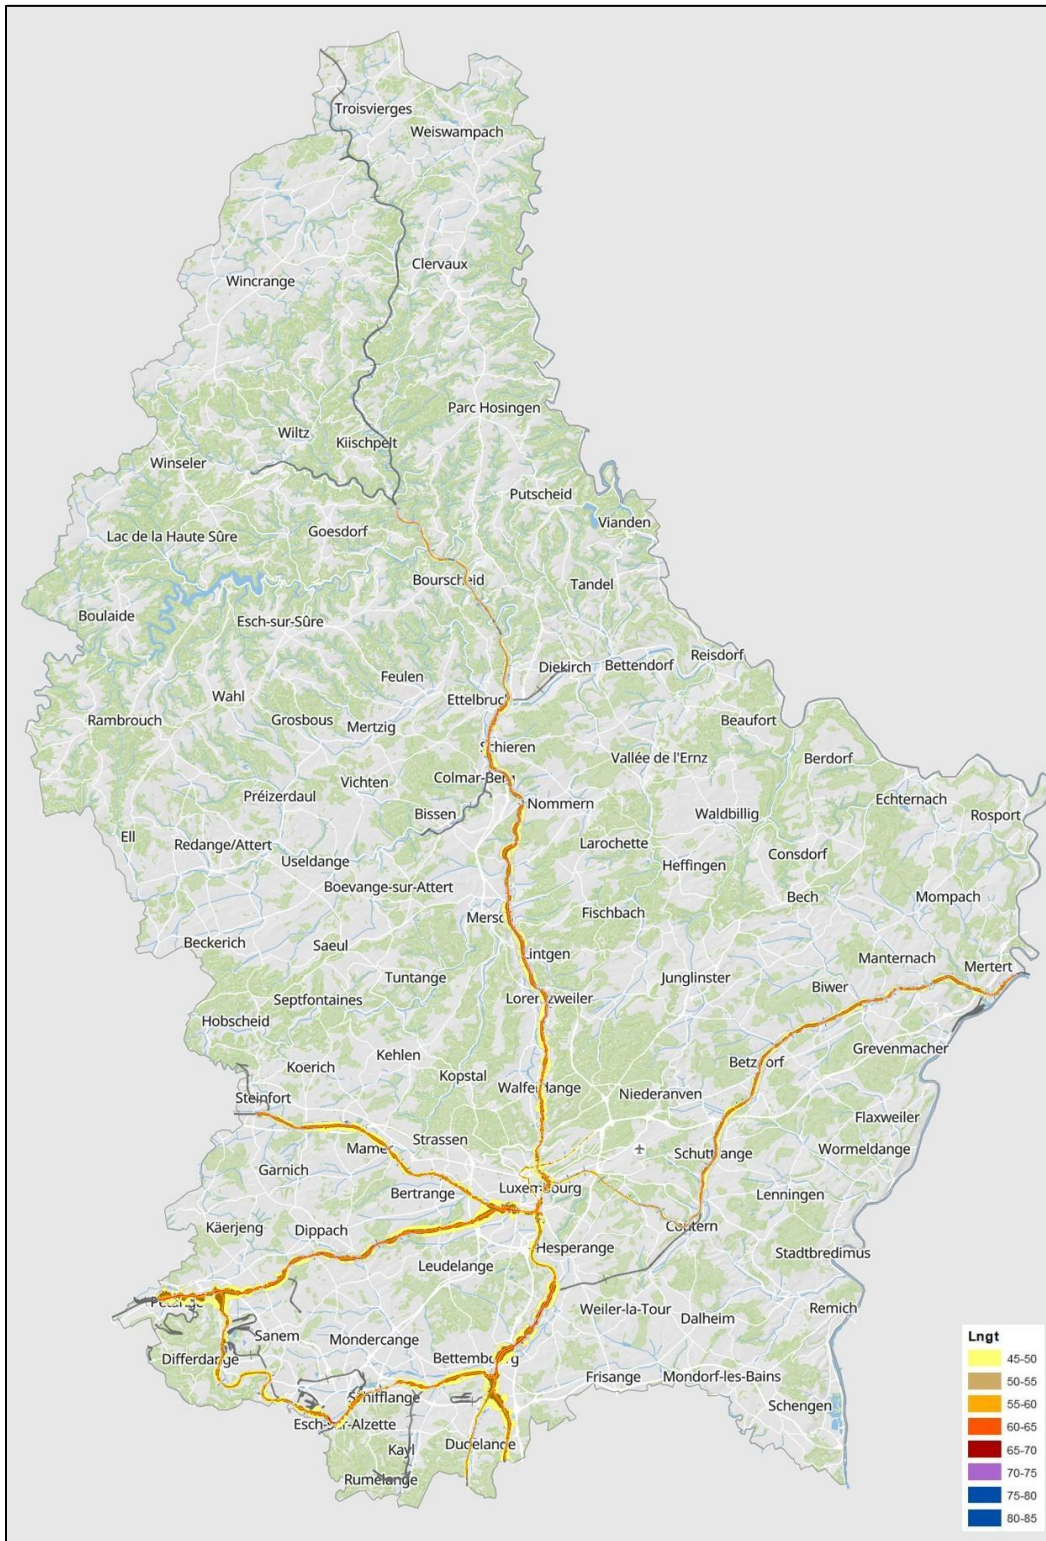 Troisvierges
Weiswampach
Clervaux
Wincrange
Parc Hosingen
Wiltz
Kiischpelt
Winseler
Putscheid
Vianden
Goesdorf
Lac de la Haute Sûre
Bourscheid
Tandel
Boulaide
Esch-sur-Sûre
Reisdorf
Diekirch
Bettendorf
Feulen
Wahl
Ettelbruck
Rambrouch
Grosbous
Mertzig
Beaufort
Schieren
Vallée de l'Ernz
Berdorf
Colmar-Berg
Vichten
Préizerdaul
Nommern
Echternach
Bissen
Waldbillig
Rosport
Ell
Redange/Attert
Larochette
Useldange
Heffingen
Consdorf
Boevange-sur-Attert
Bech
Mompach
Mersch
Fischbach
Beckerich
Saeul
Lintgen
Manternach
Mertert
Tuntange
Junglinster
Biwer
Septfontaines
Lorentzweiler
Hobscheid
Grevenmacher
Kehlen
Koerich
Betzdorf
Kopstal
Walferdange
Niederanven
Steinfort
Flaxweiler
Strassen
Mamer
Schuttrange
Wormeldange
Garnich
Bertrange
Luxembourg
Lenningen
Käerjeng
Dippach
Contern
Hesperange
Stadtbredimus
Leudelange
Pétange
Weiler-la-Tour
Dalheim
Remich
Sanem
Mondercange
Differdange
Bettembourg
Frisange
Mondorf-les-Bains
Schifflange
Schengen
Esch-sur-Alzette
Kayl
Dudelange
Rumelange
Lngt
45-50
50-55
55-60
60-65
65-70
70-75
75-80
80-85